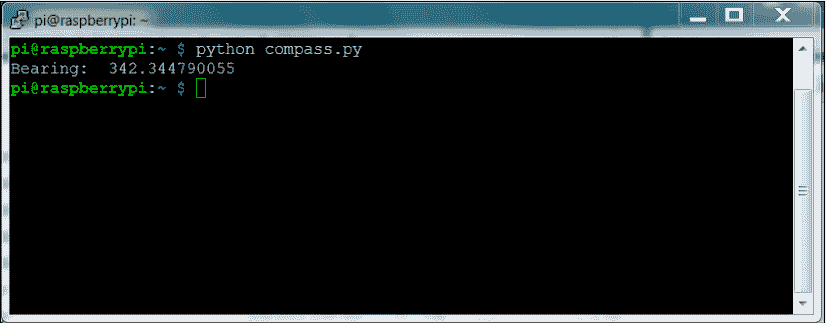 pi@raspberrypi: ~
pi@raspberrypi:~ $ python compass.py
Bearing:  342.344790055
pi@raspberrypi:~ $